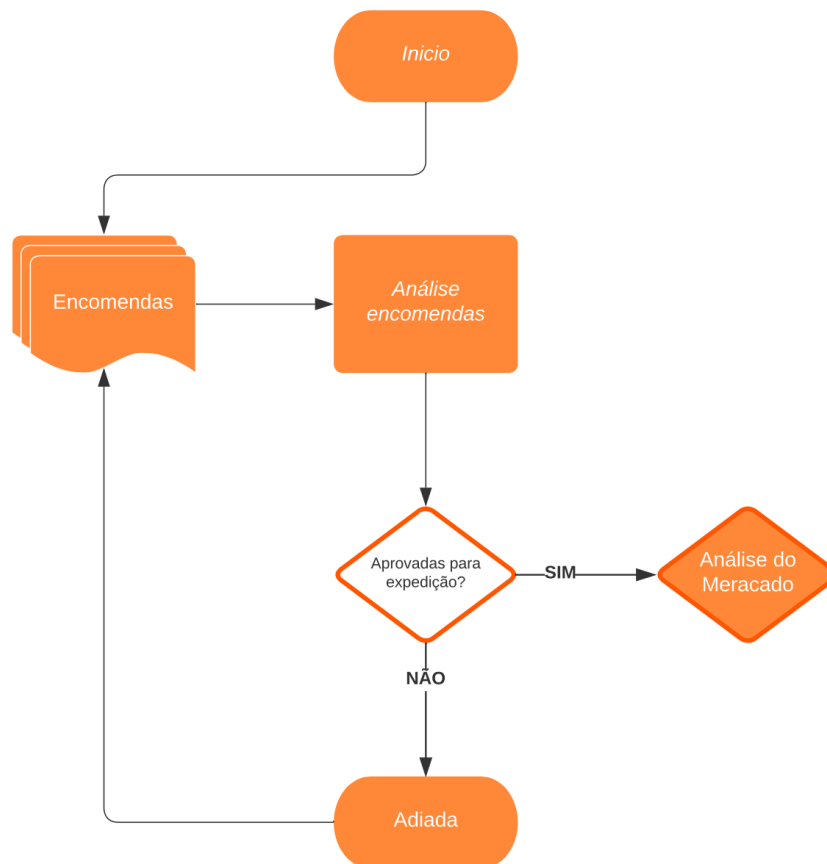 Inicio
Encomendas
Análise
encomendas
Aprovadas para
expedição?
SIM
Análise do
Meracado
NÃO
Adiada